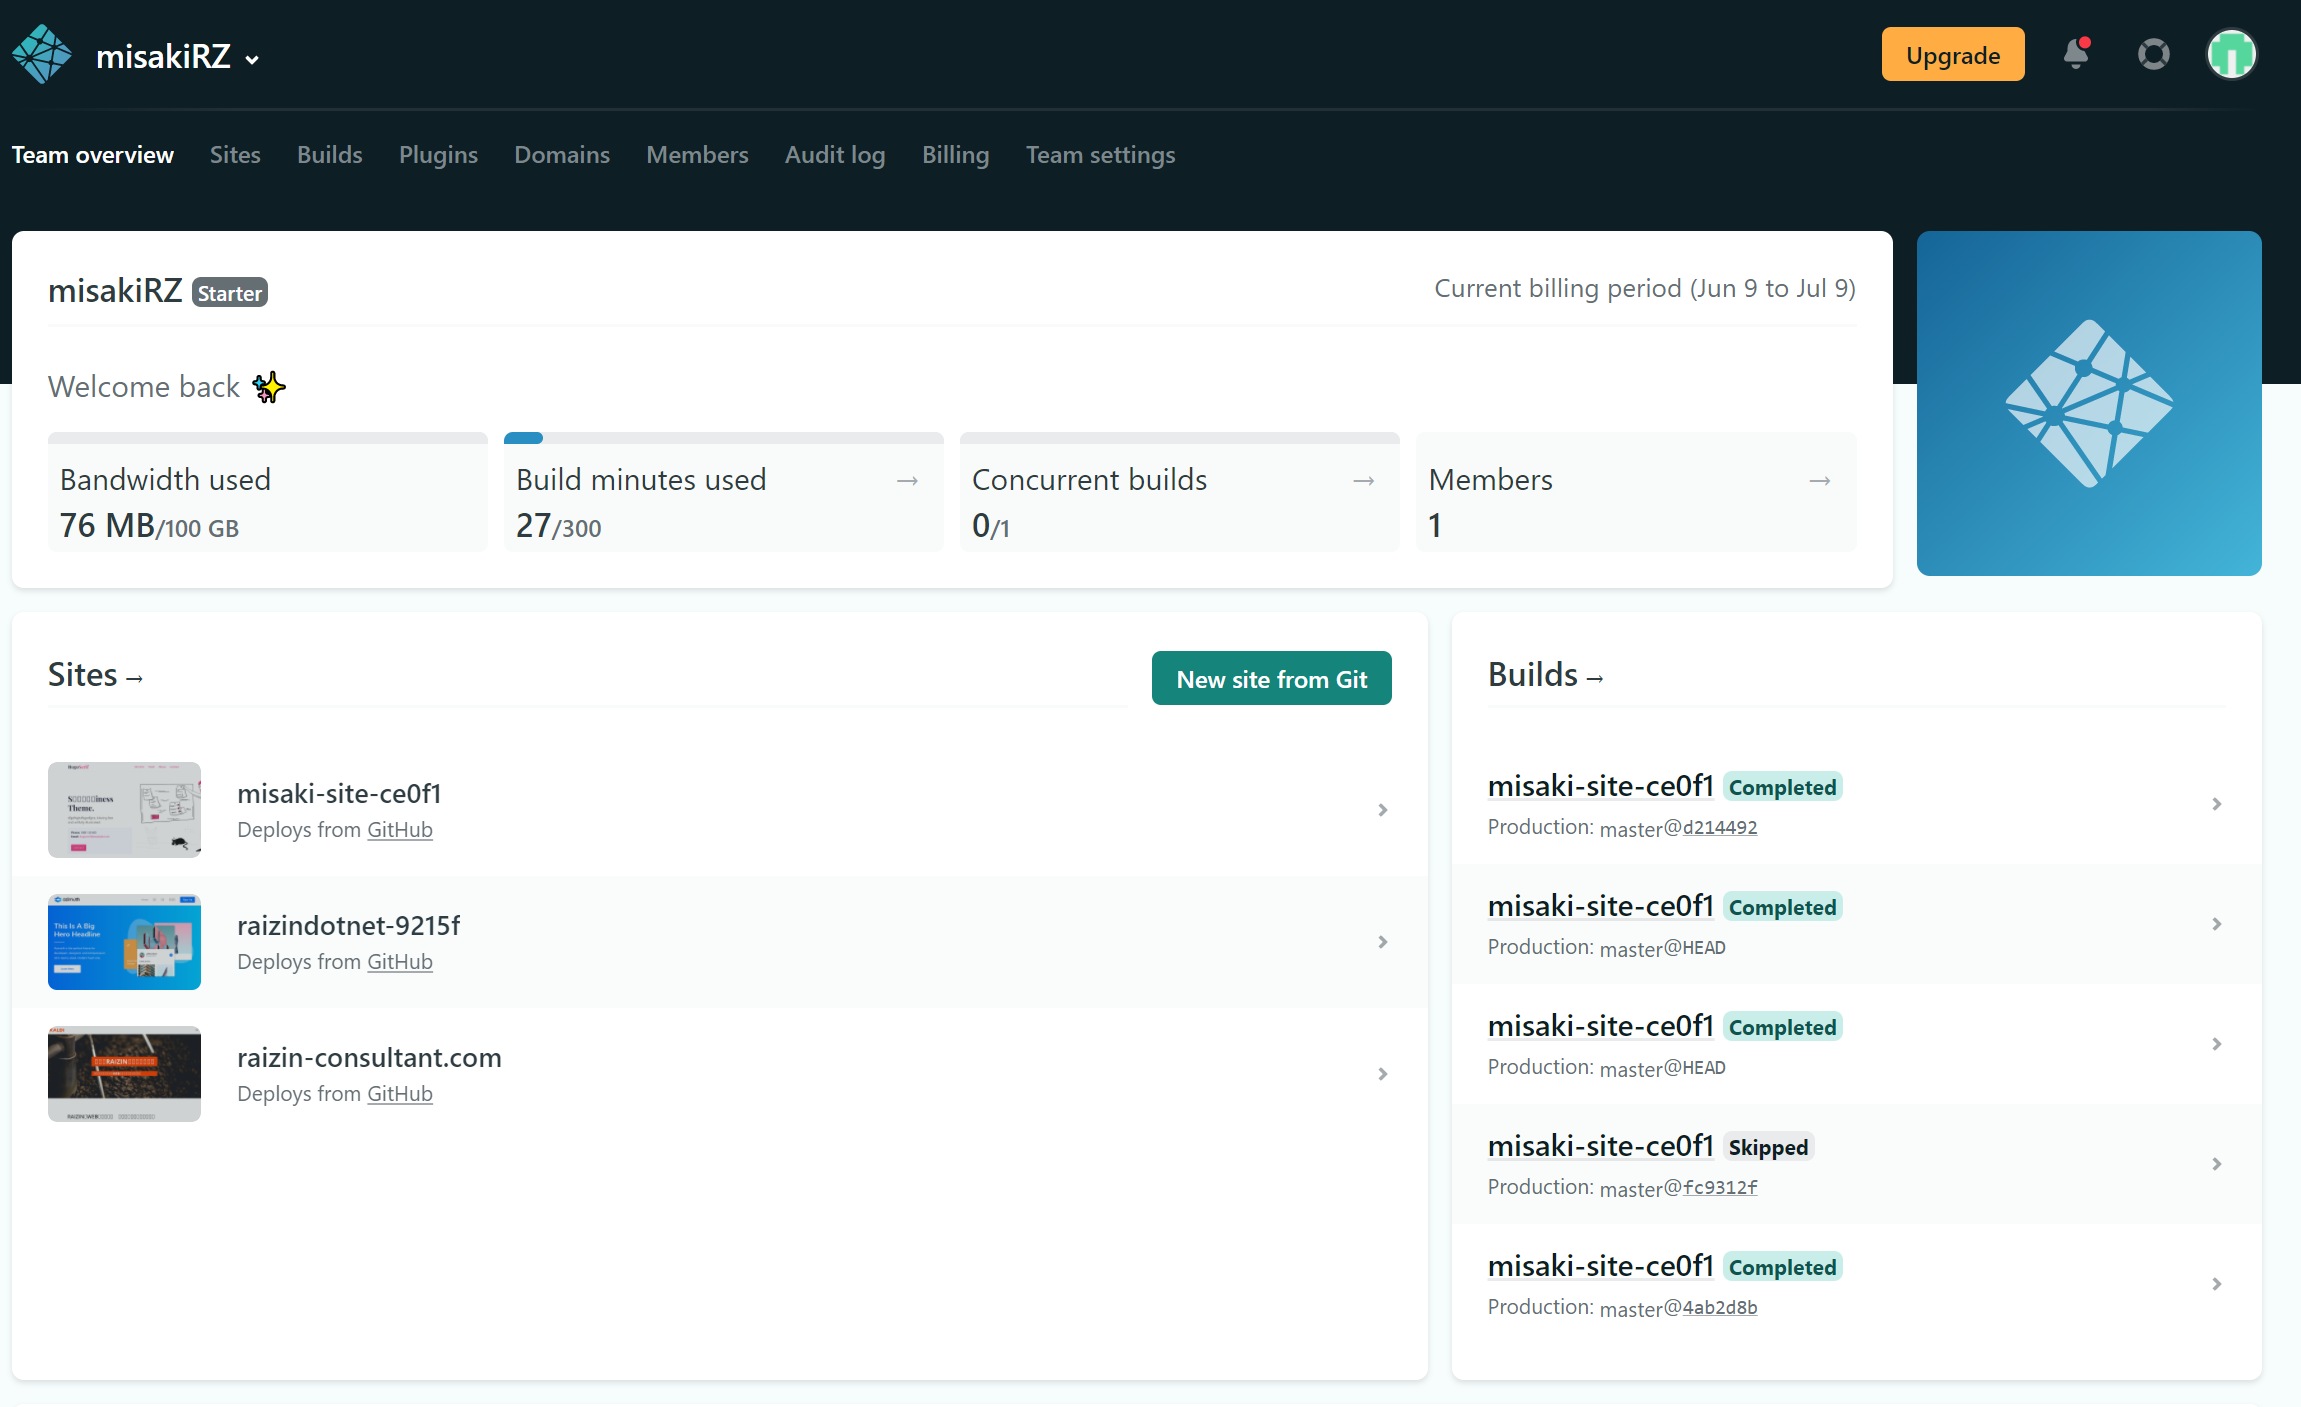 misakiRZ
Upgrade
Team overview Sites Builds Plugins Domains Members Audit log Billing Team settings
misakiRZ Starter
Current billing period (Jun 9 to Jul 9)
Welcome back
Bandwidth used
76 MB/100 GB
Build minutes used →
27/300
Concurrent builds →
0/1
Members →
1
Sites →
New site from Git
misaki-site-ce0f1
Deploys from GitHub
This Is A Big
Hero Headline
raizindotnet-9215f
Deploys from GitHub
raizin-consultant.com
Deploys from GitHub
Builds →
misaki-site-ce0f1 Completed
Production: master@d214492
misaki-site-ce0f1 Completed
Production: master@HEAD
misaki-site-ce0f1 Completed
Production: master@HEAD
misaki-site-ce0f1 Skipped
Production: master@fc9312f
misaki-site-ce0f1 Completed
Production: master@4ab2d8b